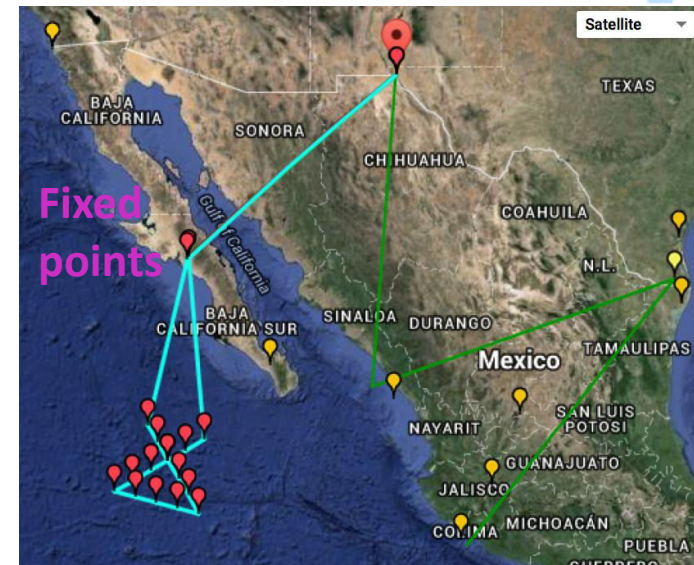 Satellite
TEXAS
BAJA
CALIFORNIA
SONORA
CHIHUAHUA
Fixed
points
Gulf of California
COAHUILA
N.L.
BAJA
CALIFORNIA SUR
SINALOA
DURANGO
TAMAULIPAS
Mexico
SAN LUIS
POTOSI
NAYARIT
GUANAJUATO
JALISCO
COLIMA
MICHOACÁN
PUEBLA
GUERRERO